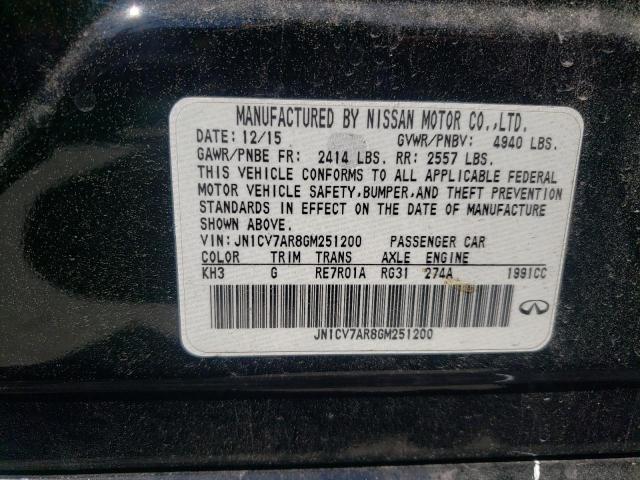 MANUFACTURED BY NISSAN MOTOR CO.,LTD.
DATE: 12/15 GVWR/PNBV: 4940 LBS.
GAWR/PNBE FR: 2414 LBS. RR: 2557 LBS.
THIS VEHICLE CONFORMS TO ALL APPLICABLE FEDERAL
MOTOR VEHICLE SAFETY,BUMPER,AND THEFT PREVENTION
STANDARDS IN EFFECT ON THE DATE OF MANUFACTURE
SHOWN ABOVE.
VIN: JN1CV7AR8GM251200 PASSENGER CAR
COLOR TRIM TRANS AXLE ENGINE
KH3 G RE7R01A RG31 274A 1991CC
JN1CV7AR8GM251200